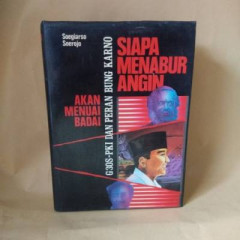 Soegiarso
Soerojo
SIAPA
MENABUR
ANGIN
AKAN
MENUAI
BADAI
G30S-PKI DAN PERAN BUNG KARNO